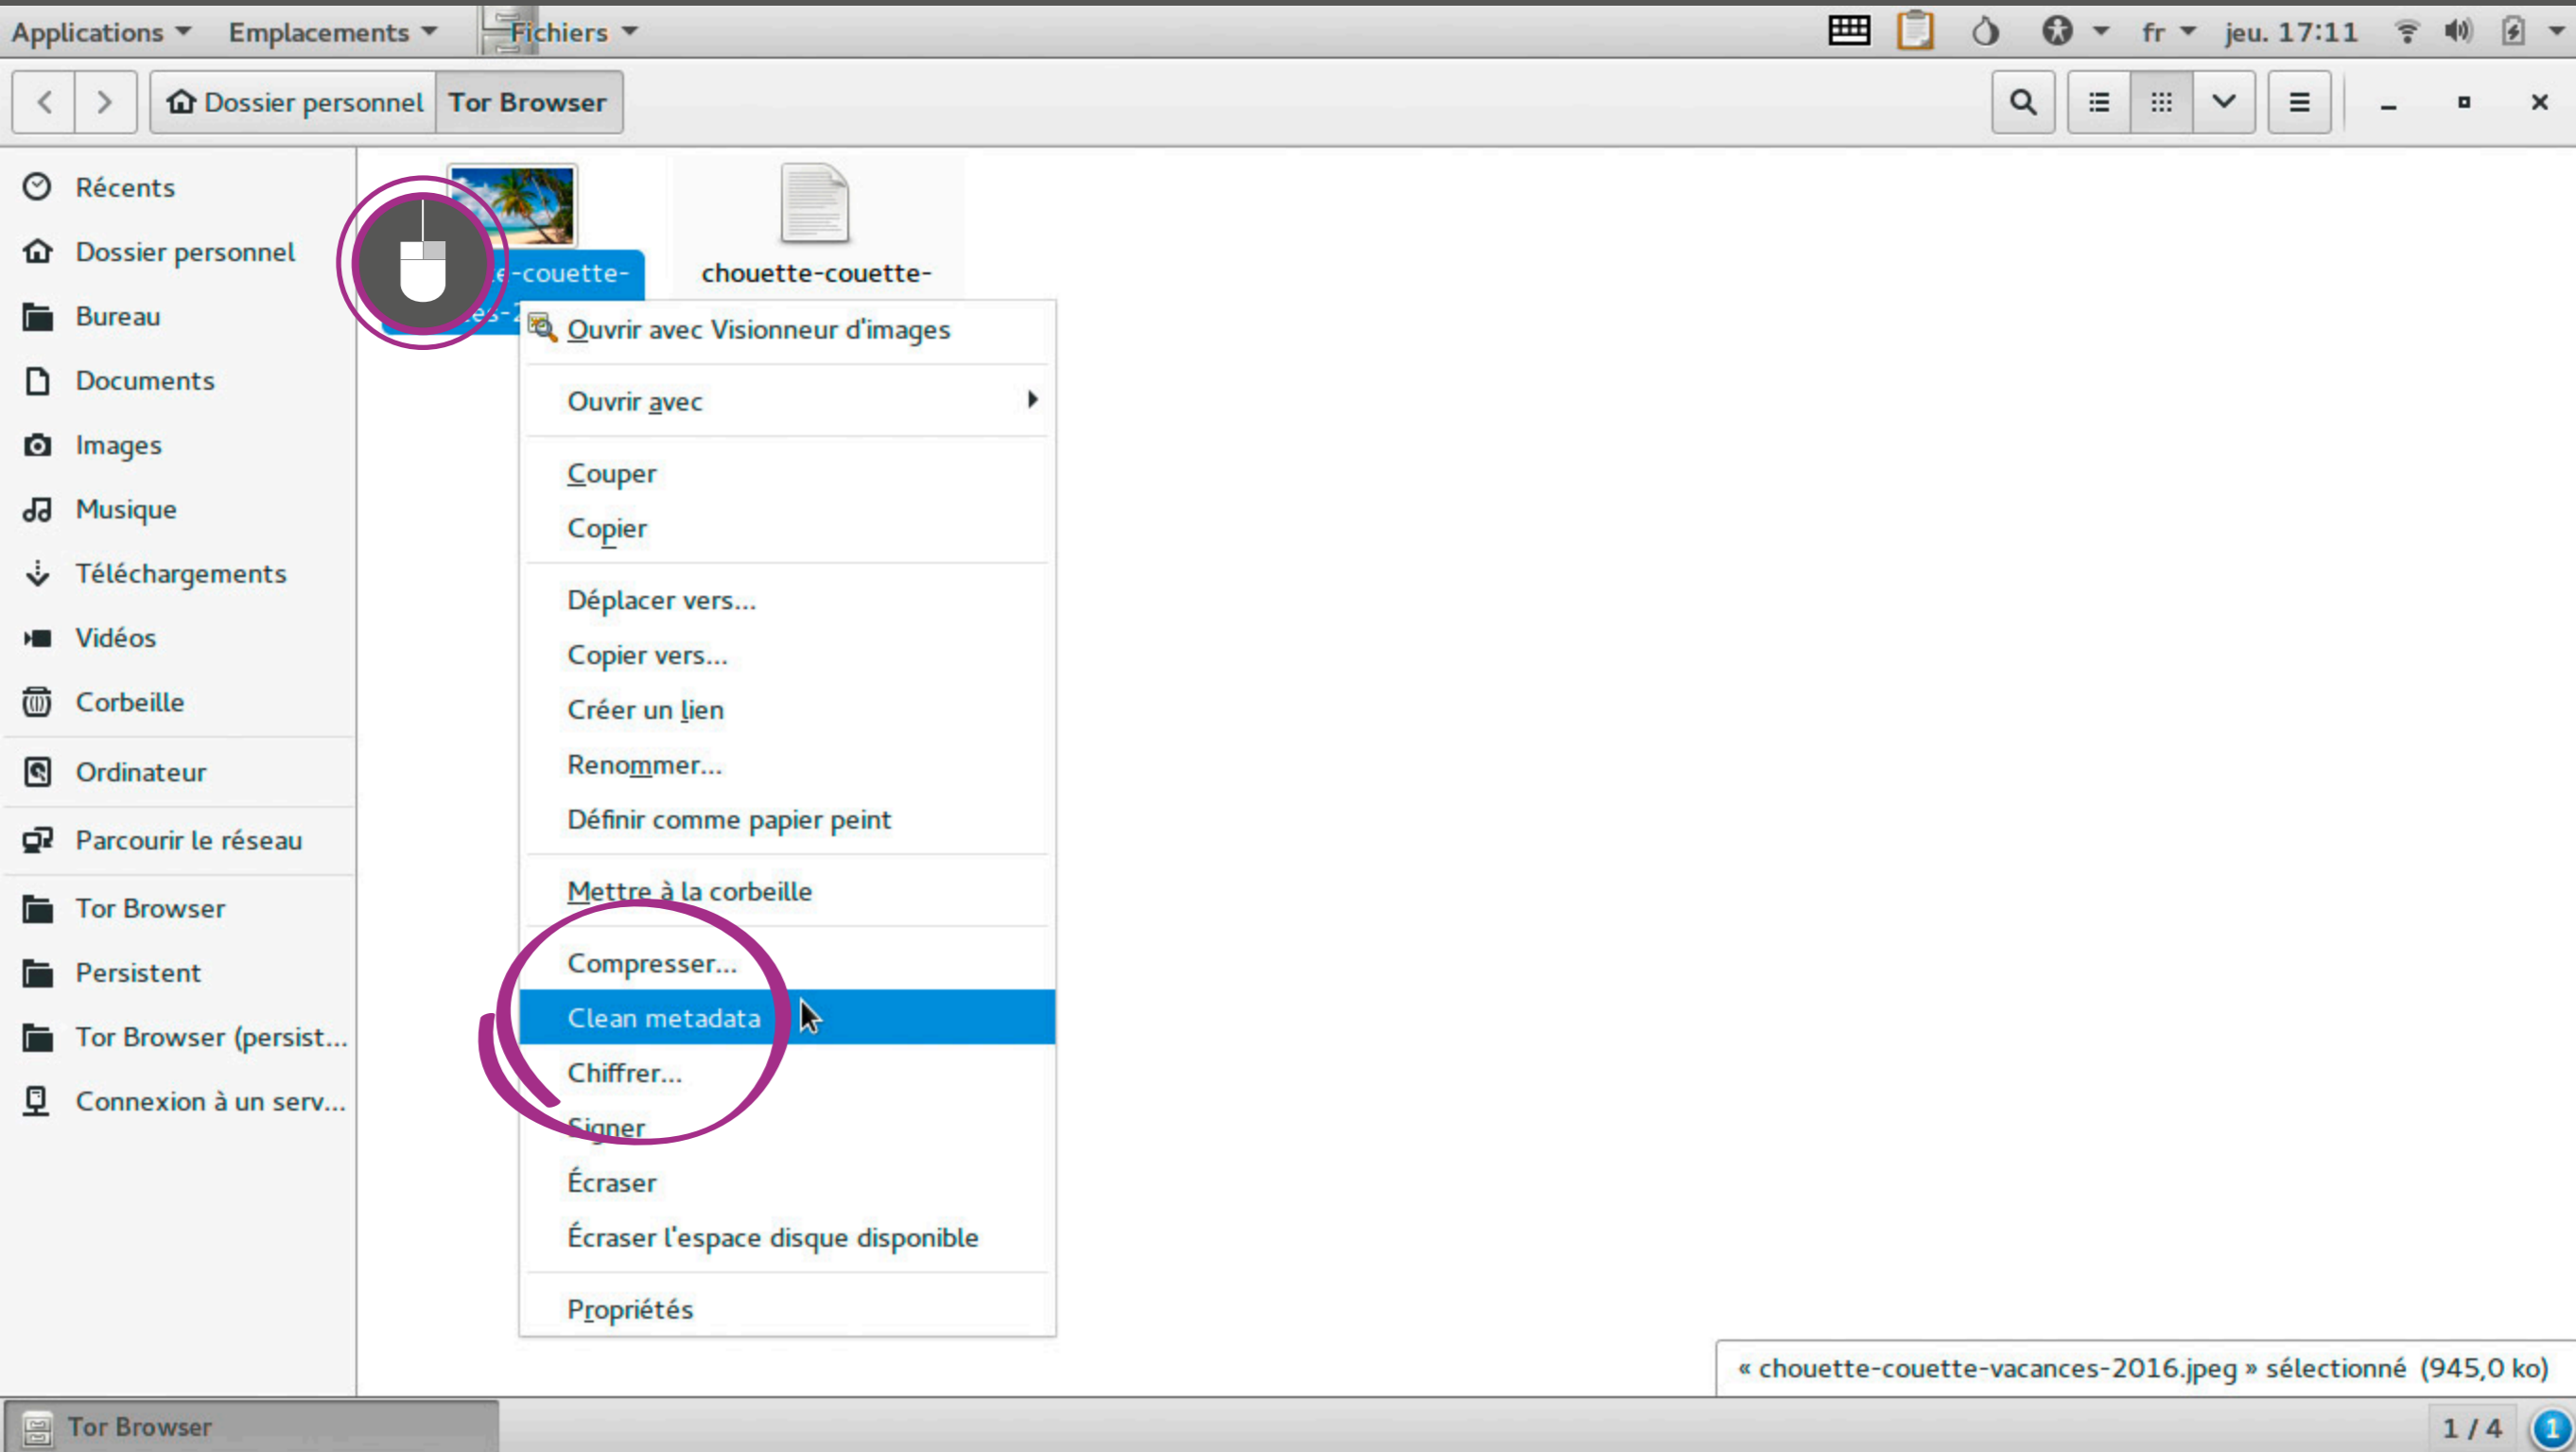 Applications Emplacements Fichiers fr jeu. 17:11
Dossier personnel Tor Browser
Récents
Dossier personnel
Bureau
Documents
Images
Musique
Téléchargements
Vidéos
Corbeille
Ordinateur
Parcourir le réseau
Tor Browser
Persistent
Tor Browser (persist...
Connexion à un serv...
e-couette-
es-2
chouette-couette-
Ouvrir avec Visionneur d'images
Ouvrir avec
Couper
Copier
Déplacer vers...
Copier vers...
Créer un lien
Renommer...
Définir comme papier peint
Mettre à la corbeille
Compresser...
Clean metadata
Chiffrer...
Signer
Écraser
Écraser l'espace disque disponible
Propriétés
« chouette-couette-vacances-2016.jpeg » sélectionné (945,0 ko)
Tor Browser
1 / 4 1